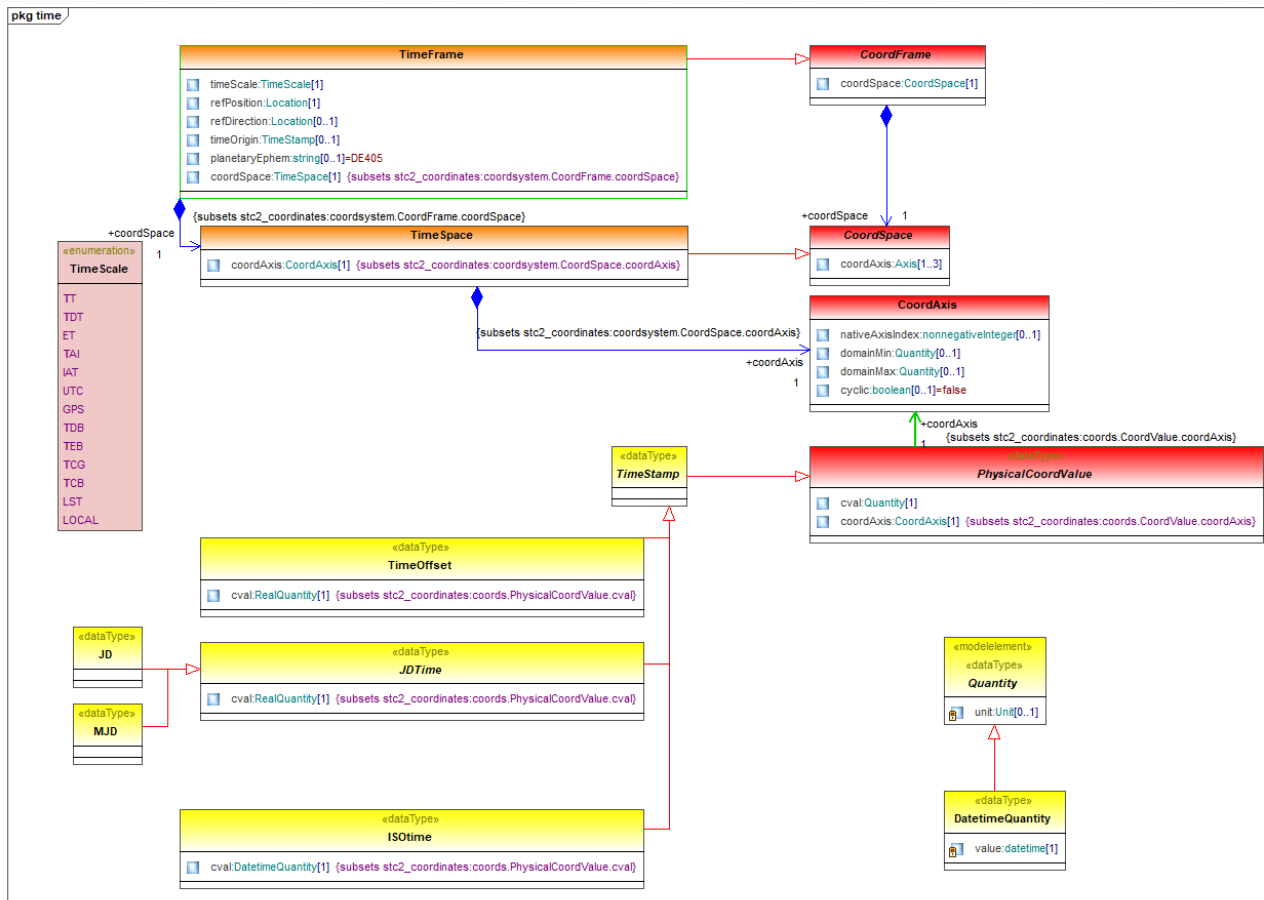 pkg time
TimeFrame
timeScale:TimeScale[1]
refPosition:Location[1]
refDirection:Location[0..1]
timeOrigin:TimeStamp[0..1]
planetaryEphem:string[0..1]=DE405
coordSpace:TimeSpace[1] {subsets stc2_coordinates:coordsystem.CoordFrame.coordSpace}
CoordFrame
coordSpace:CoordSpace[1]
{subsets stc2_coordinates:coordsystem.CoordFrame.coordSpace}
+coordSpace
1
+coordSpace
1
«enumeration»
TimeScale
TT
TDT
ET
TAI
IAT
UTC
GPS
TDB
TEB
TCG
TCB
LST
LOCAL
TimeSpace
coordAxis:CoordAxis[1] {subsets stc2_coordinates:coordsystem.CoordSpace.coordAxis}
CoordSpace
coordAxis:Axis[1..3]
{subsets stc2_coordinates:coordsystem.CoordSpace.coordAxis}
+coordAxis
1
CoordAxis
nativeAxisIndex:nonnegativeInteger[0..1]
domainMin:Quantity[0..1]
domainMax:Quantity[0..1]
cyclic:boolean[0..1]=false
+coordAxis
1
{subsets stc2_coordinates:coords.CoordValue.coordAxis}
«dataType»
TimeStamp
«dataType»
PhysicalCoordValue
cval:Quantity[1]
coordAxis:CoordAxis[1] {subsets stc2_coordinates:coords.CoordValue.coordAxis}
«dataType»
TimeOffset
cval:RealQuantity[1] {subsets stc2_coordinates:coords.PhysicalCoordValue.cval}
«dataType»
JD
«dataType»
MJD
«dataType»
JDTime
cval:RealQuantity[1] {subsets stc2_coordinates:coords.PhysicalCoordValue.cval}
«modelelement»
«dataType»
Quantity
unit:Unit[0..1]
«dataType»
ISOtime
cval:DatetimeQuantity[1] {subsets stc2_coordinates:coords.PhysicalCoordValue.cval}
«dataType»
DatetimeQuantity
value:datetime[1]